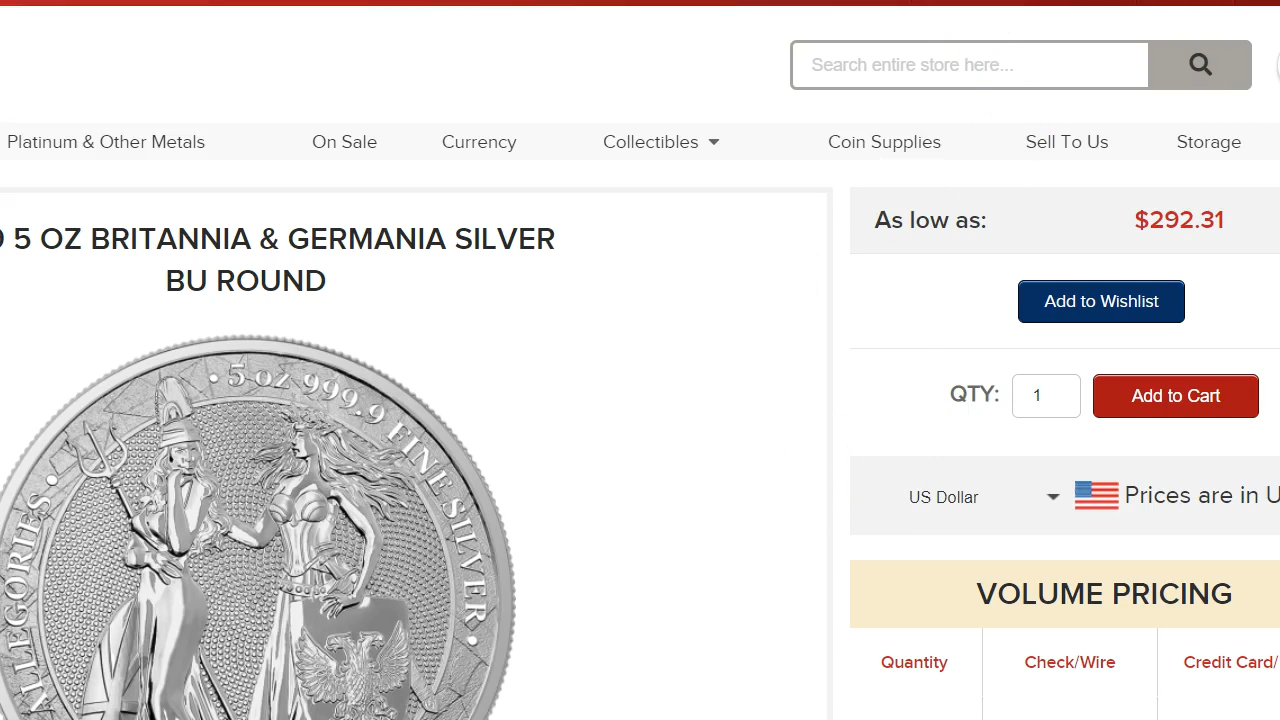 Search entire store here...
Platinum & Other Metals On Sale Currency Collectibles Coin Supplies Sell To Us Storage
5 OZ BRITANNIA & GERMANIA SILVER
BU ROUND
5 oz 999.9 FINE SILVER
As low as: $292.31
Add to Wishlist
QTY: 1 Add to Cart
US Dollar Prices are in U
VOLUME PRICING
Quantity Check/Wire Credit Card/